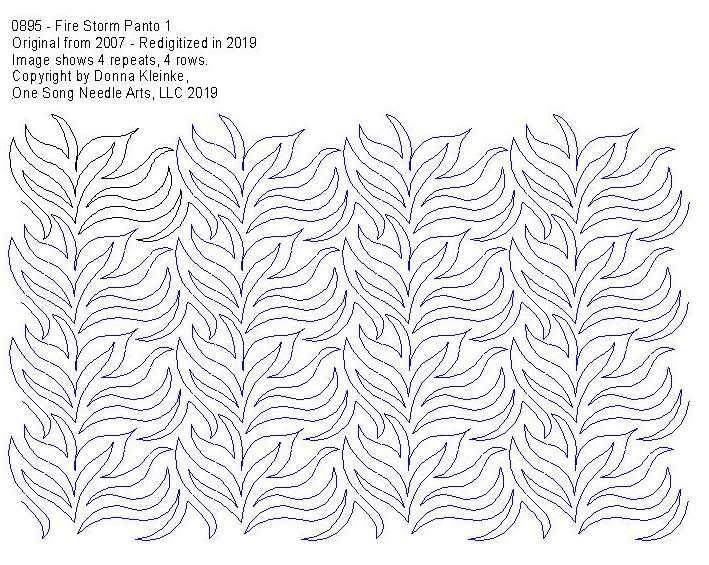 0895 - Fire Storm Panto 1
Original from 2007 - Redigitized in 2019
Image shows 4 repeats, 4 rows.
Copyright by Donna Kleinke,
One Song Needle Arts, LLC 2019